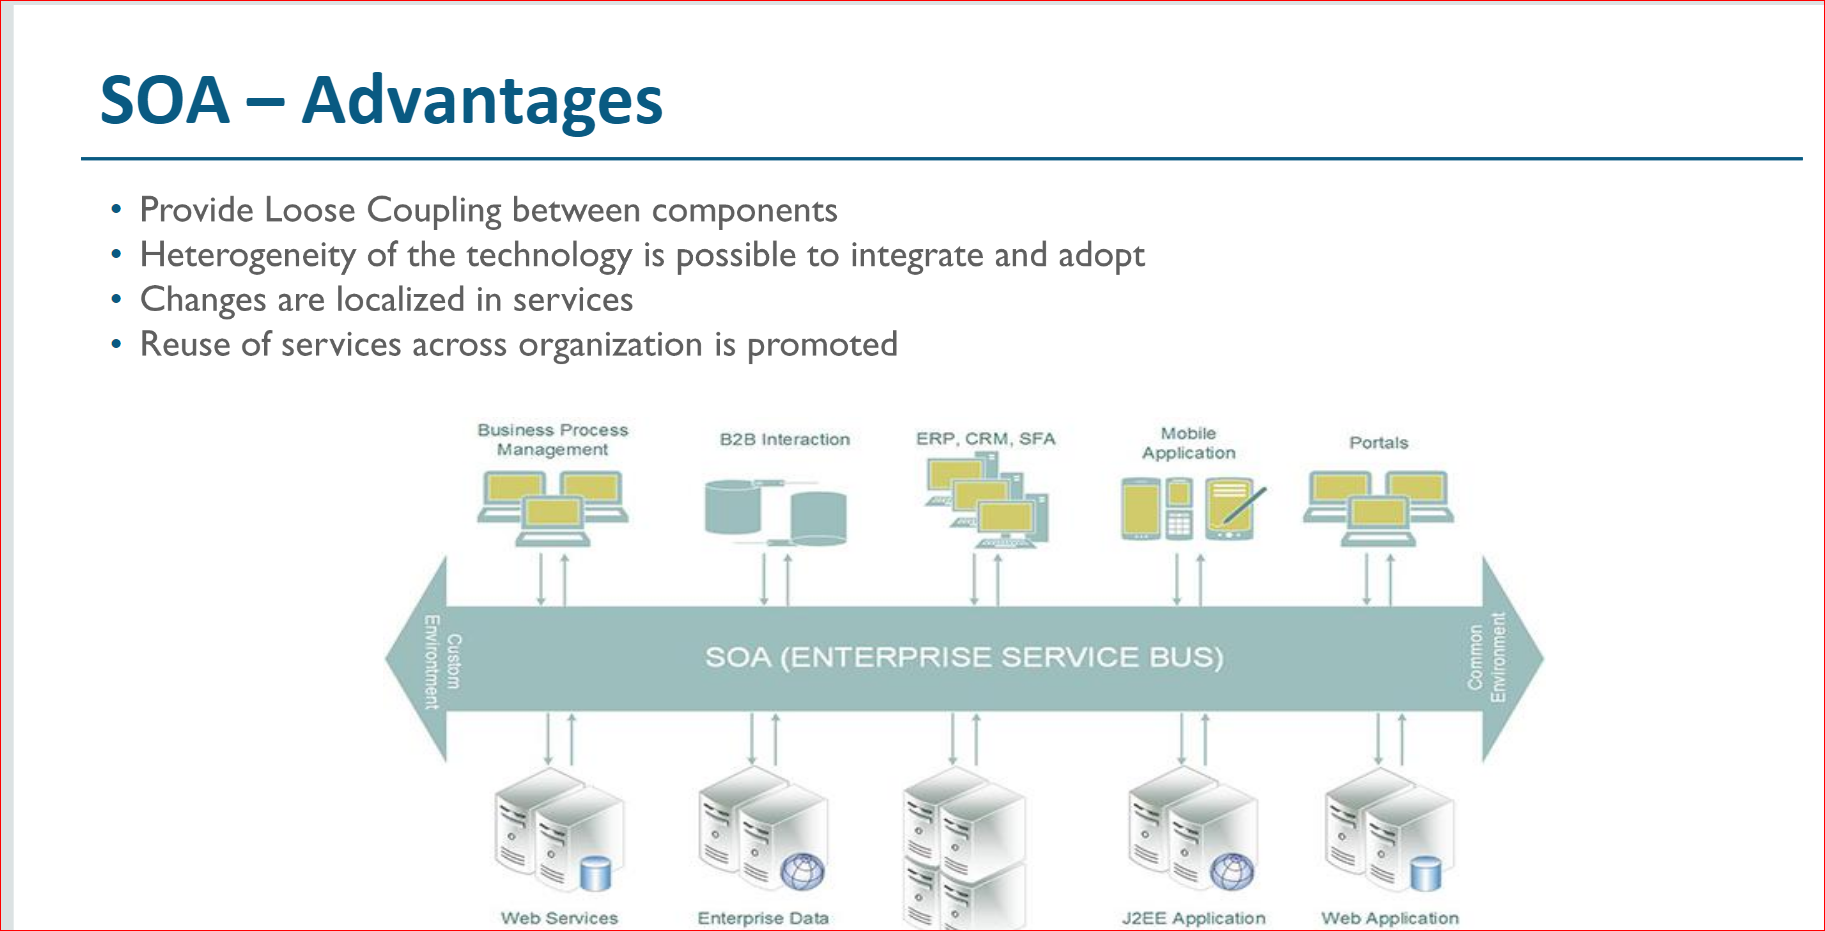 SOA – Advantages
• Provide Loose Coupling between components
• Heterogeneity of the technology is possible to integrate and adopt
• Changes are localized in services
• Reuse of services across organization is promoted
Business Process
Management
B2B Interaction
ERP, CRM, SFA
Mobile
Application
Portals
Custom
Environtment
SOA (ENTERPRISE SERVICE BUS)
Common
Environment
Web Services
Enterprise Data
J2EE Application
Web Application